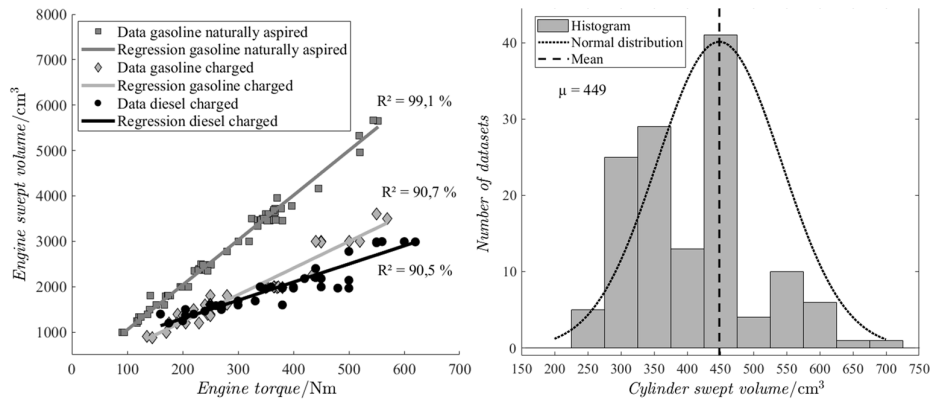 8000
7000
6000
5000
4000
3000
2000
1000
0
100
200
300
400
500
600
700
Engine swept volume/cm³
Engine torque/Nm
Data gasoline naturally aspired
Regression gasoline naturally aspired
Data gasoline charged
Regression gasoline charged
Data diesel charged
Regression diesel charged
R² = 99,1 %
R² = 90,7 %
R² = 90,5 %
40
30
20
10
0
150
200
250
300
350
400
450
500
550
600
650
700
750
Number of datasets
Cylinder swept volume/cm³
Histogram
Normal distribution
Mean
μ = 449